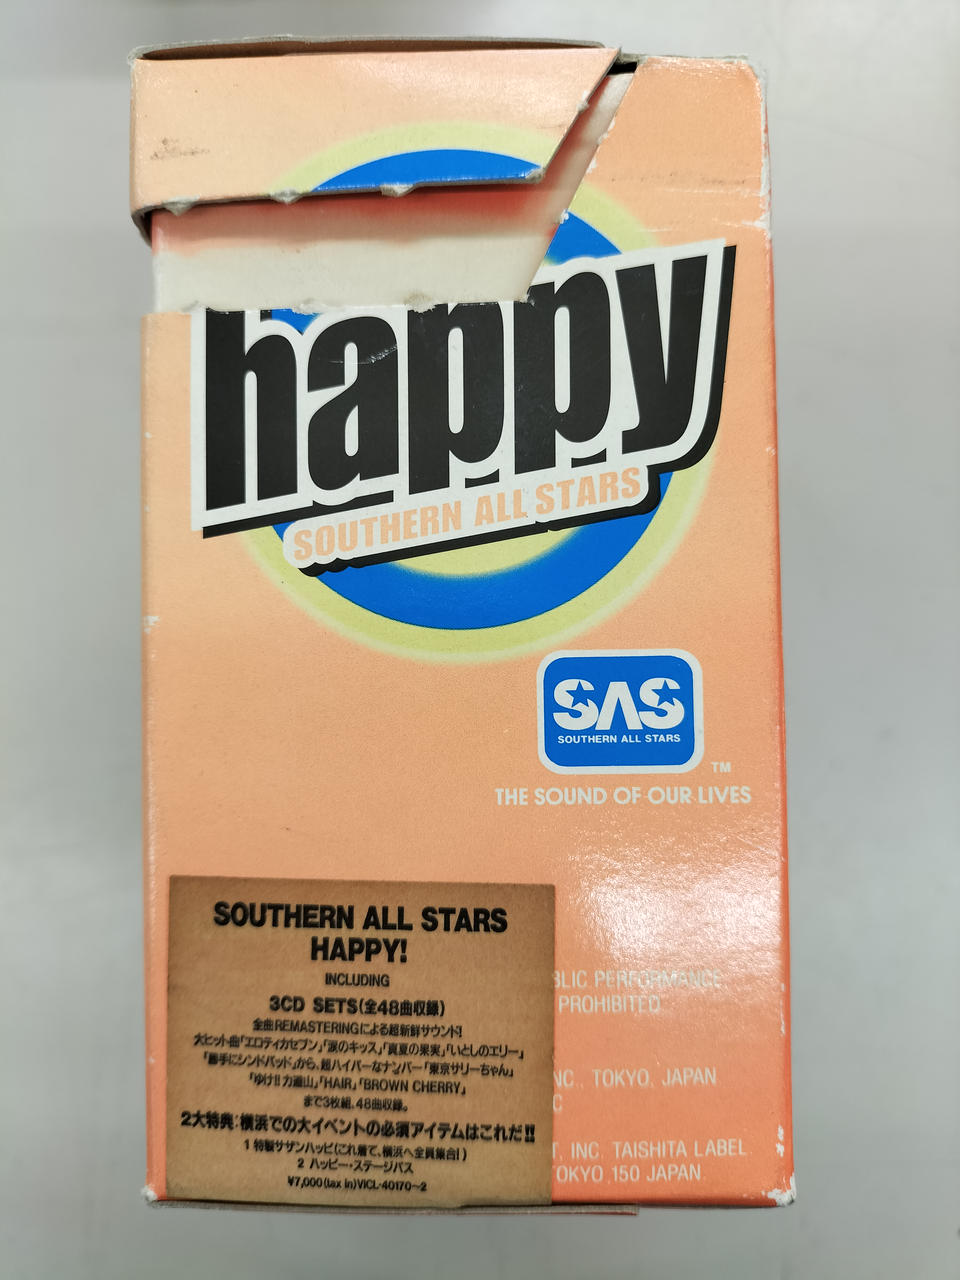 happy
SOUTHERN ALL STARS
SAS
SOUTHERN ALL STARS
TM
THE SOUND OF OUR LIVES
SOUTHERN ALL STARS
HAPPY!
INCLUDING
3CD SETS(全48曲収録)
全曲REMASTERINGによる超新鮮サウンド!
大ヒット曲「エロティカセブン」「涙のキッス」「真夏の果実」「いとしのエリー」
「勝手にシンドバッド」から、超ハイパーなナンバー「東京サリーちゃん」
「ゆけ!!力道山」「HAIR」「BROWN CHERRY」
まで3枚組、48曲収録。
2大特典:横浜での大イベントの必須アイテムはこれだ!!
1 特製サザンハッピ(これ着て、横浜へ全員集合!)
2 ハッピー・ステージパス
¥7,000(tax in)VICL-40170~2
BLIC PERFORMANCE
PROHIBITED
NC., TOKYO, JAPAN
C
T, INC. TAISHITA LABEL
OKYO,150 JAPAN